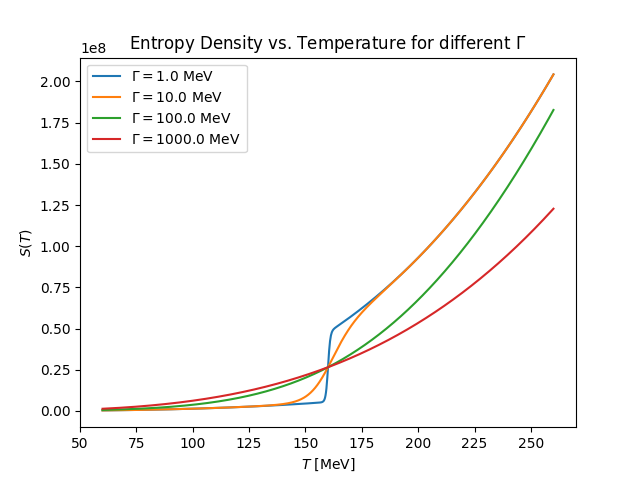 Entropy Density vs. Temperature for different Γ
1e8
Γ = 1.0 MeV
Γ = 10.0 MeV
Γ = 100.0 MeV
Γ = 1000.0 MeV
2.00
1.75
1.50
1.25
1.00
0.75
0.50
0.25
0.00
S(T)
50 75 100 125 150 175 200 225 250
T [MeV]